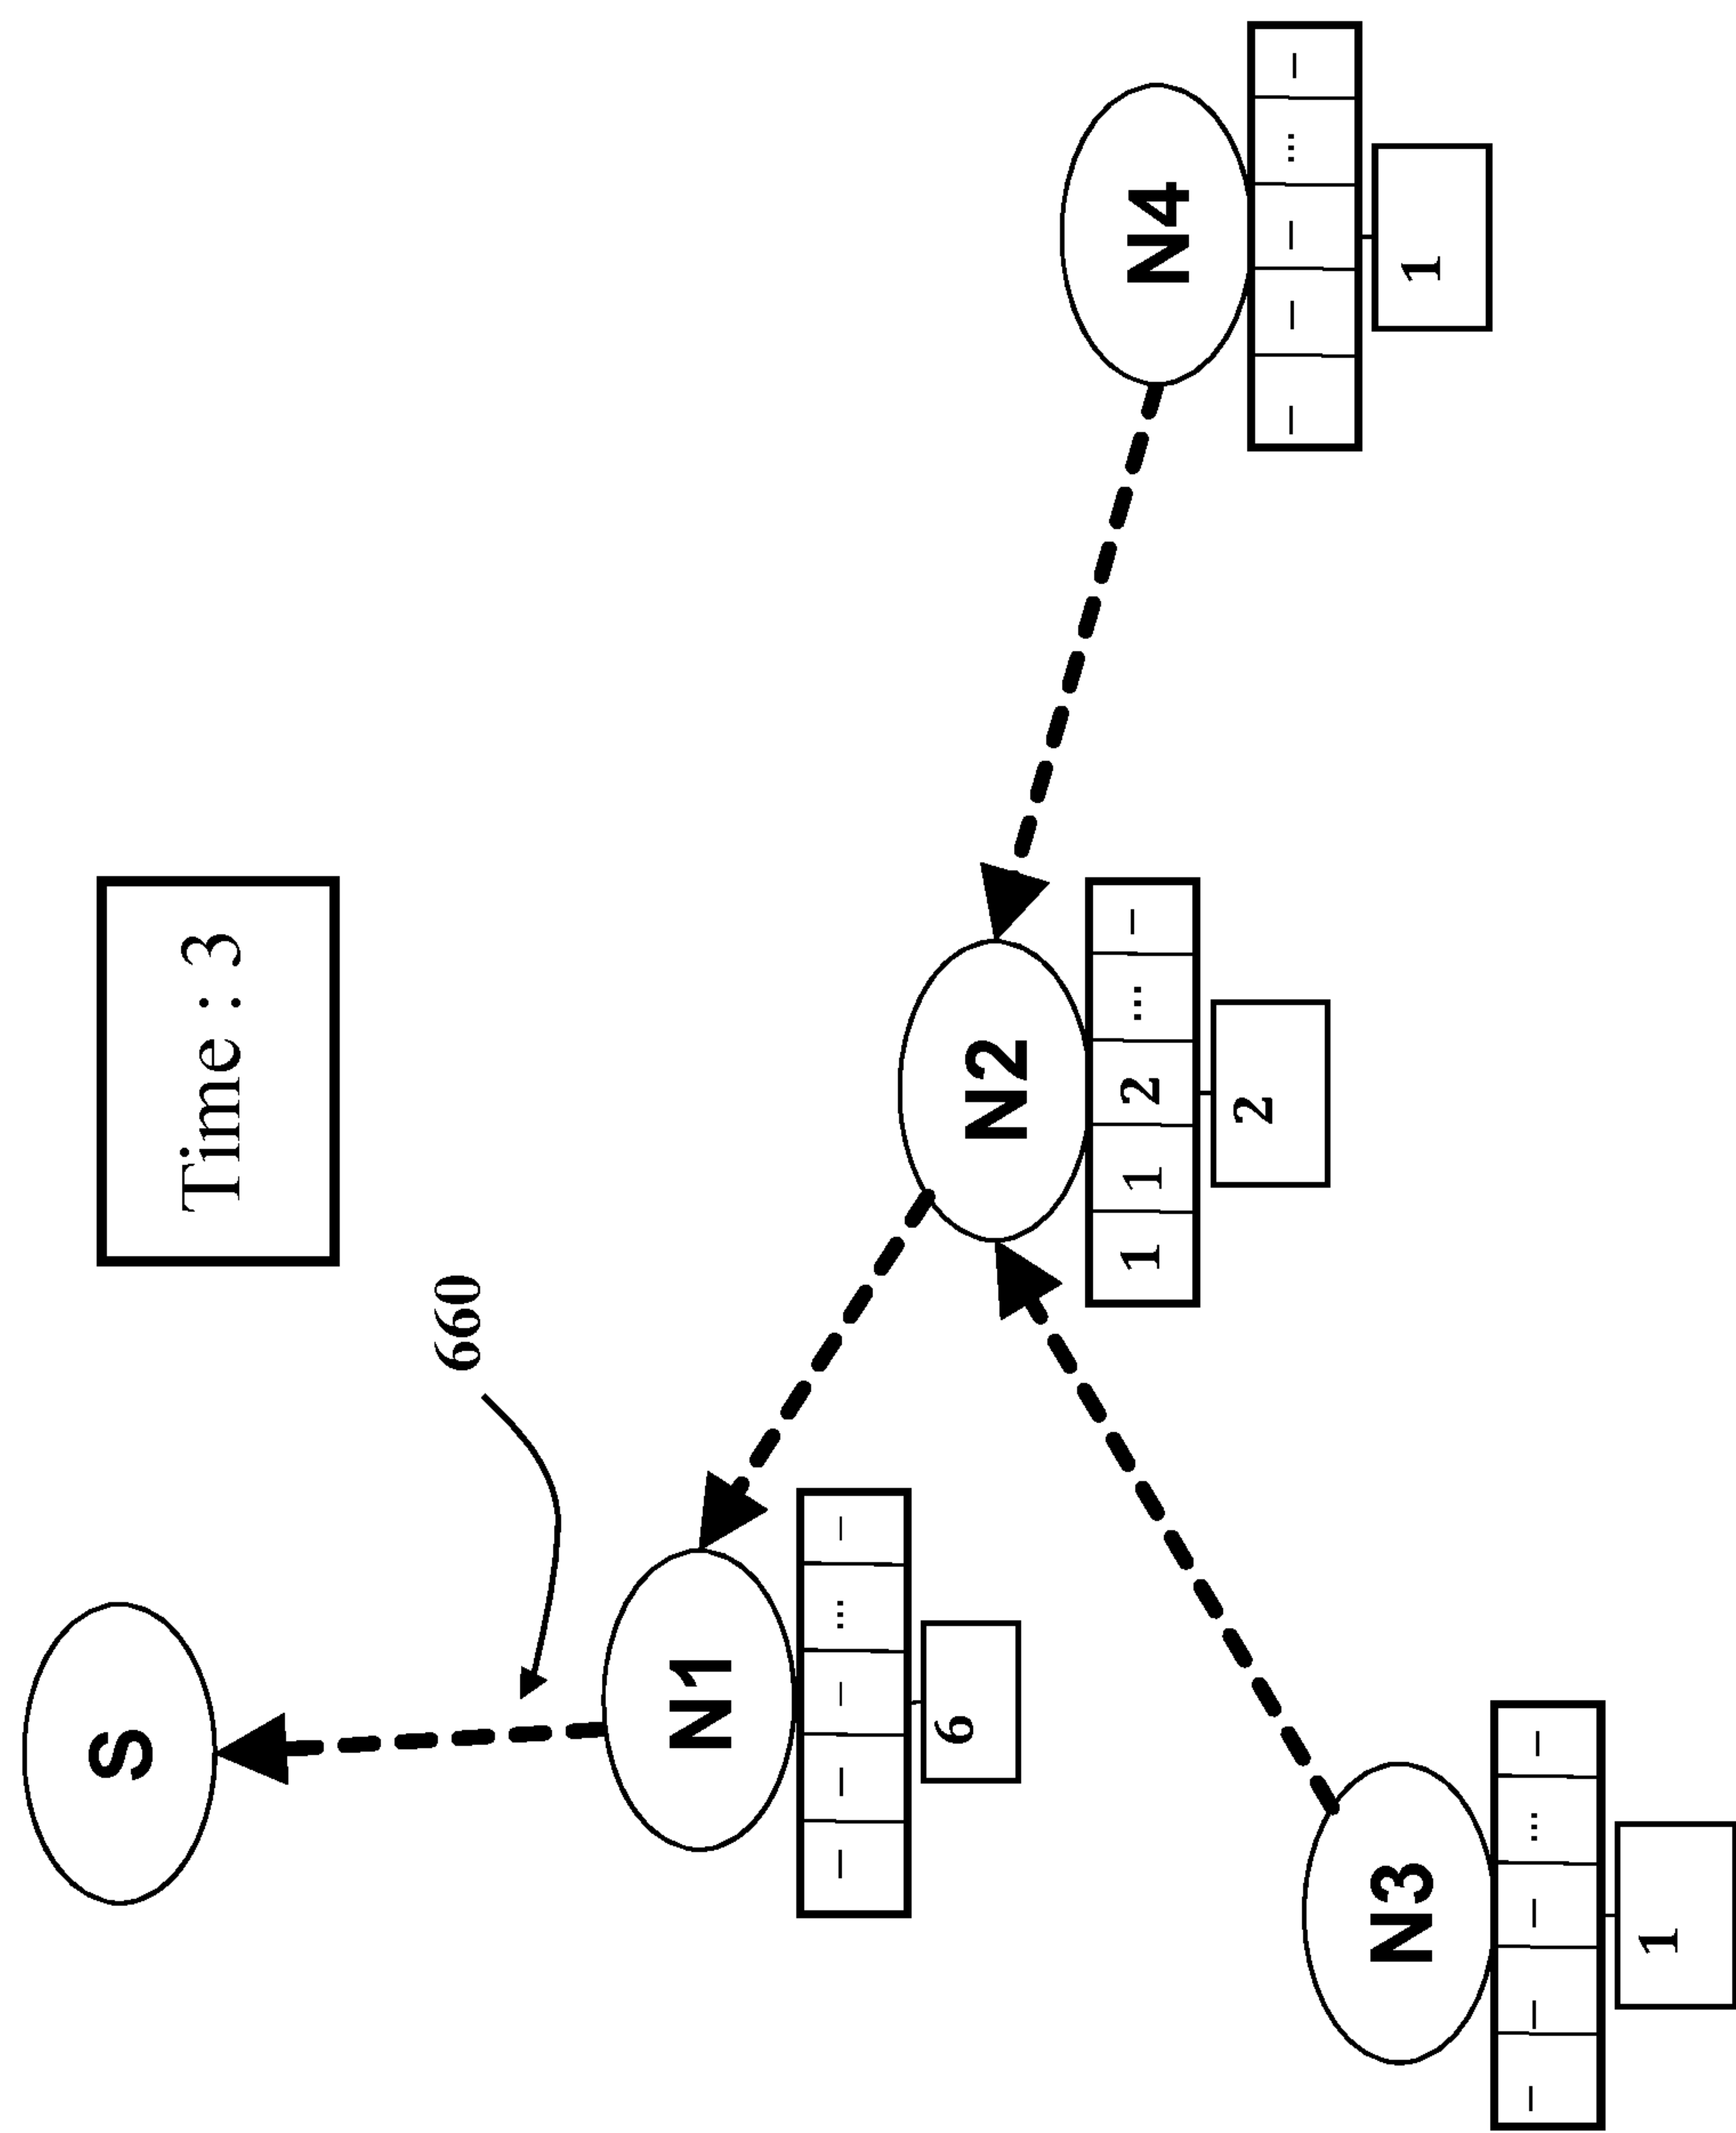 S
Time : 3
660
N1
– – – ... –
6
N2
1 1 2 ... –
2
N4
– – – ... –
1
N3
– – – ... –
1